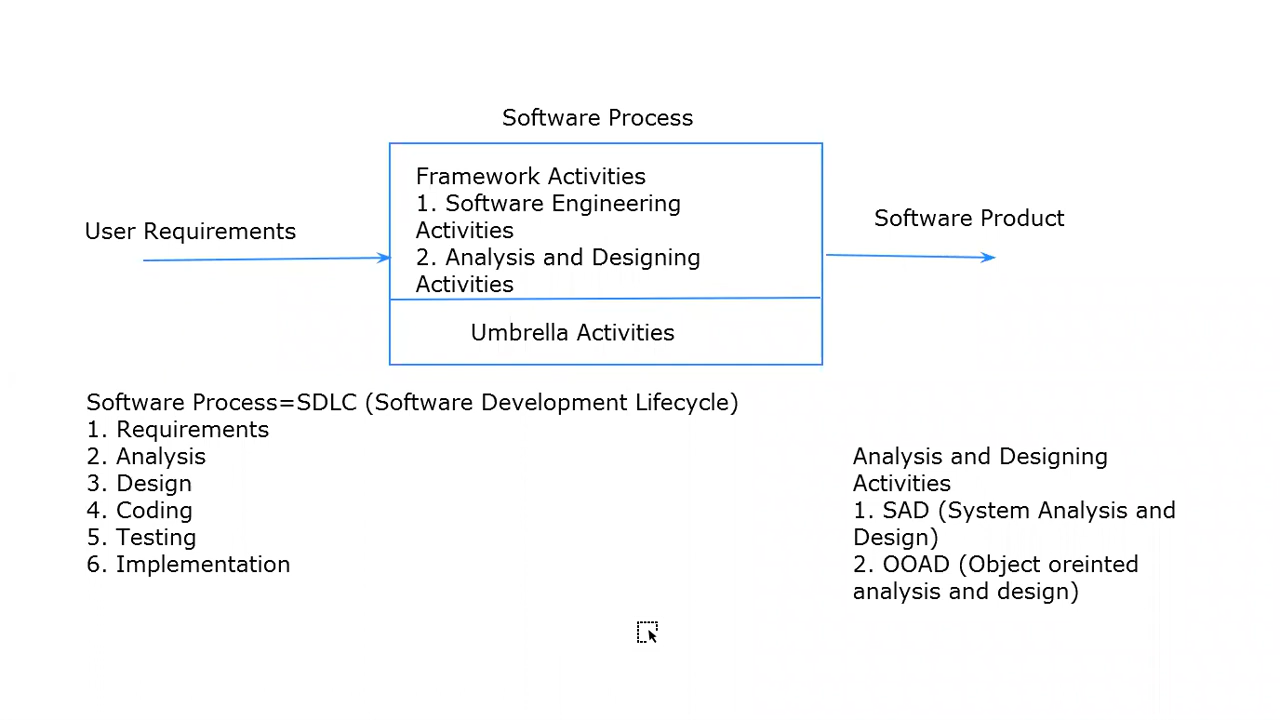 Software Process
Framework Activities
1. Software Engineering
Activities
2. Analysis and Designing
Activities
Umbrella Activities
User Requirements
Software Product
Software Process=SDLC (Software Development Lifecycle)
1. Requirements
2. Analysis
3. Design
4. Coding
5. Testing
6. Implementation
Analysis and Designing
Activities
1. SAD (System Analysis and
Design)
2. OOAD (Object oreinted
analysis and design)